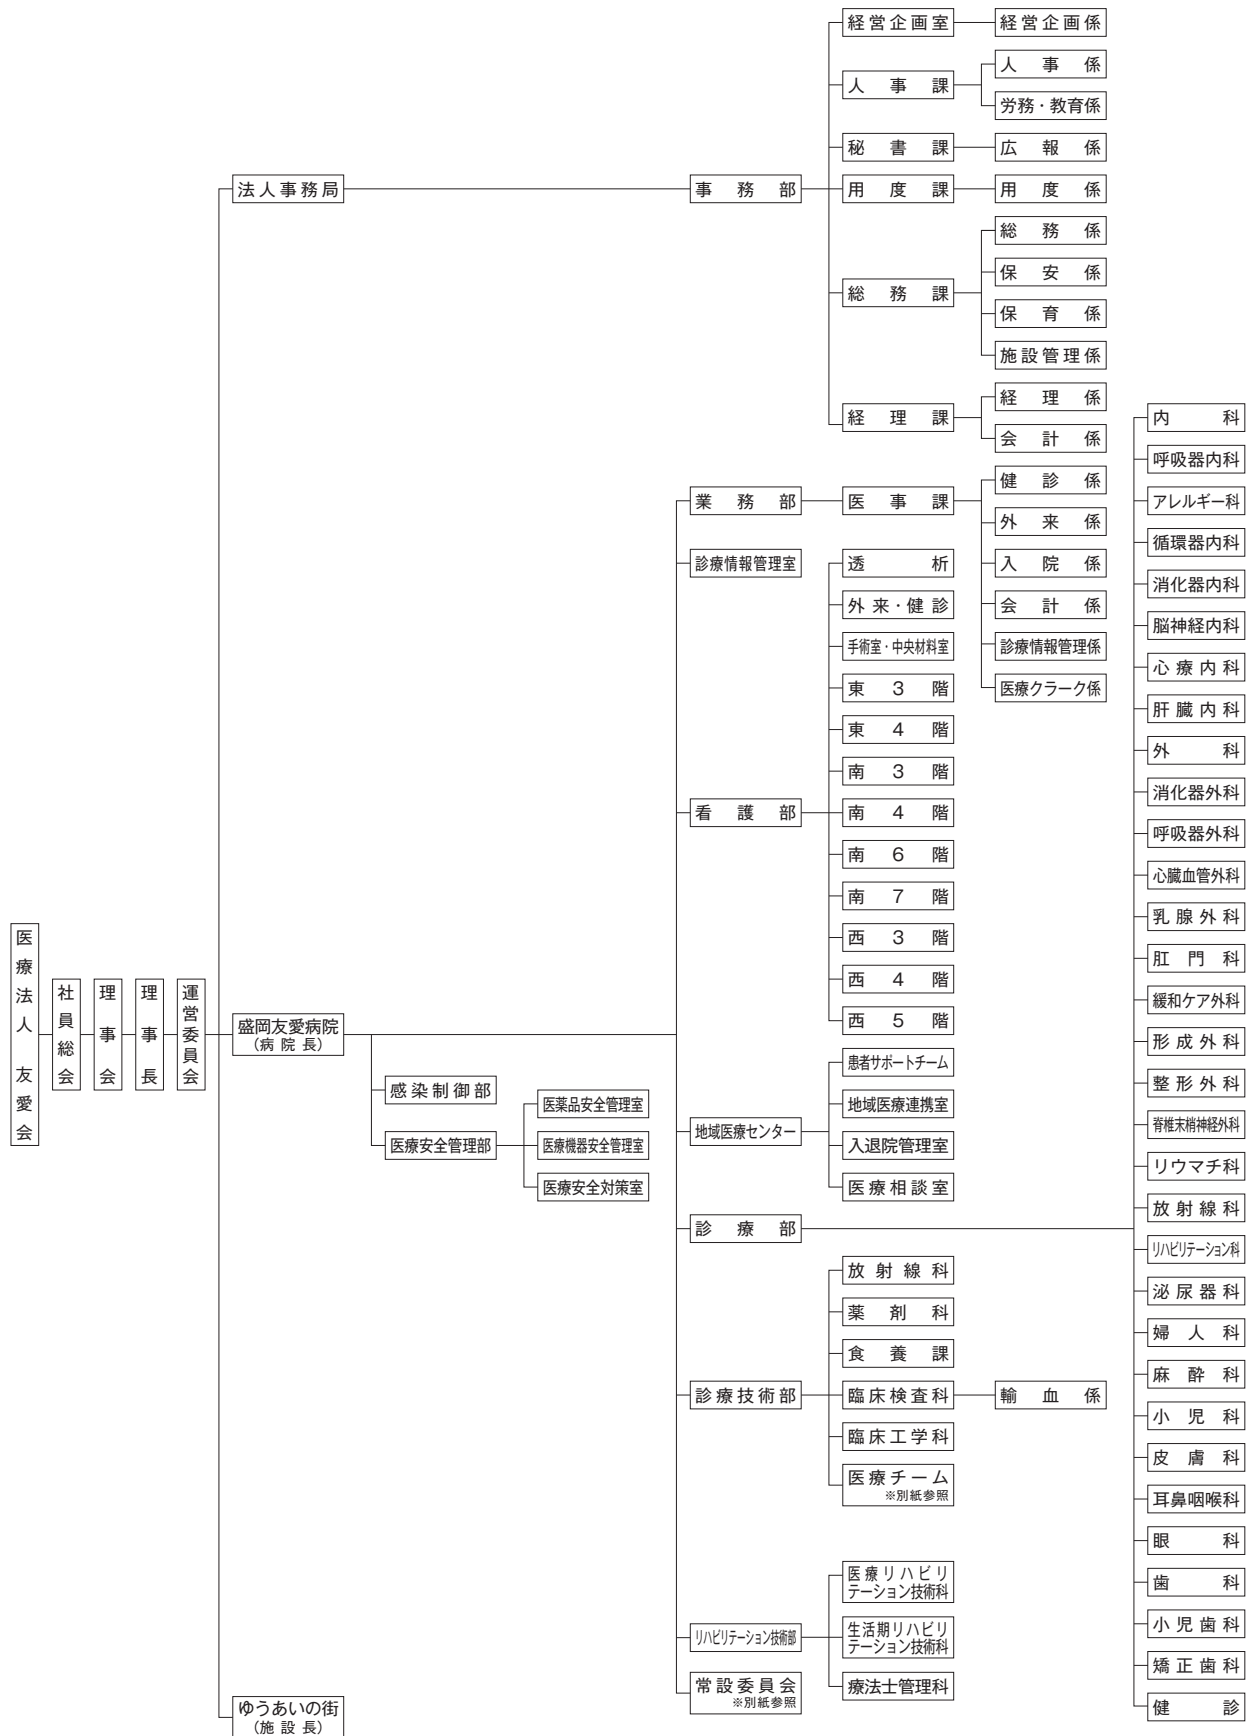 医療法人 友愛会
社員総会
理事会
理事長
運営委員会
法人事務局
事務部
経営企画室
経営企画係
人事課
人事係
労務・教育係
秘書課
広報係
用度課
用度係
総務課
総務係
保安係
保育係
施設管理係
経理課
経理係
会計係
盛岡友愛病院
(病院長)
感染制御部
医療安全管理部
医薬品安全管理室
医療機器安全管理室
医療安全対策室
業務部
医事課
健診係
外来係
入院係
会計係
診療情報管理係
医療クラーク係
診療情報管理室
看護部
透析
外来・健診
手術室・中央材料室
東3階
東4階
南3階
南4階
南6階
南7階
西3階
西4階
西5階
地域医療センター
患者サポートチーム
地域医療連携室
入退院管理室
医療相談室
診療部
内科
呼吸器内科
アレルギー科
循環器内科
消化器内科
脳神経内科
心療内科
肝臓内科
外科
消化器外科
呼吸器外科
心臓血管外科
乳腺外科
肛門科
緩和ケア外科
形成外科
整形外科
脊椎末梢神経外科
リウマチ科
放射線科
リハビリテーション科
泌尿器科
婦人科
麻酔科
小児科
皮膚科
耳鼻咽喉科
眼科
歯科
小児歯科
矯正歯科
健診
診療技術部
放射線科
薬剤科
食養課
臨床検査科
輸血係
臨床工学科
医療チーム
※別紙参照
リハビリテーション技術部
医療リハビリ
テーション技術科
生活期リハビリ
テーション技術科
療法士管理科
常設委員会
※別紙参照
ゆうあいの街
(施設長)